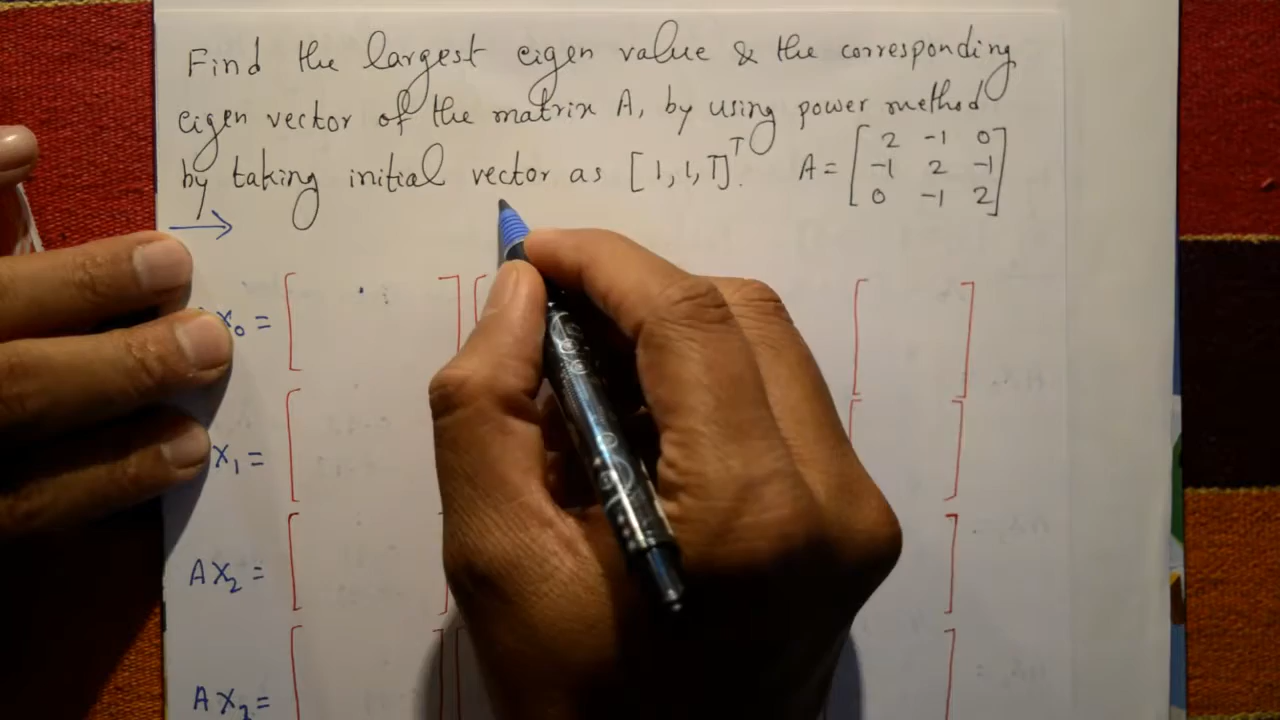 Find the largest eigen value & the corresponding
eigen vector of the matrix A, by using power method
by taking initial vector as [1, 1, 1]ᵀ. A = [2 -1 0
-1 2 -1
0 -1 2]
X₀ =
X₁ =
AX₂ =
AX₃ =